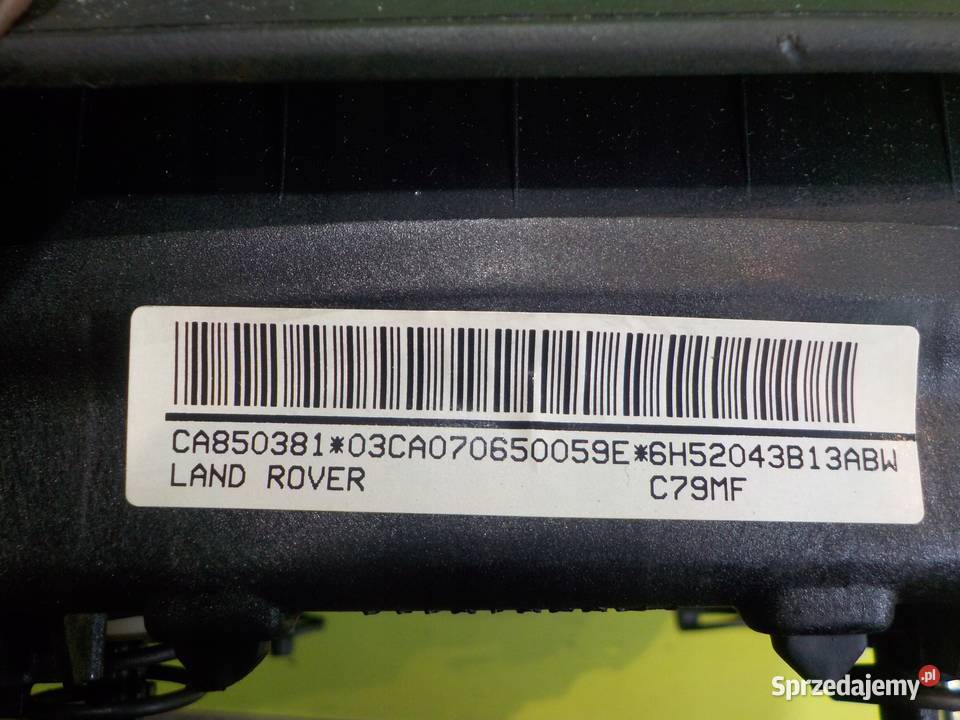 CA850381*03CA070650059E*6H52043B13ABW
LAND ROVER C79MF
Sprzedajemy.pl